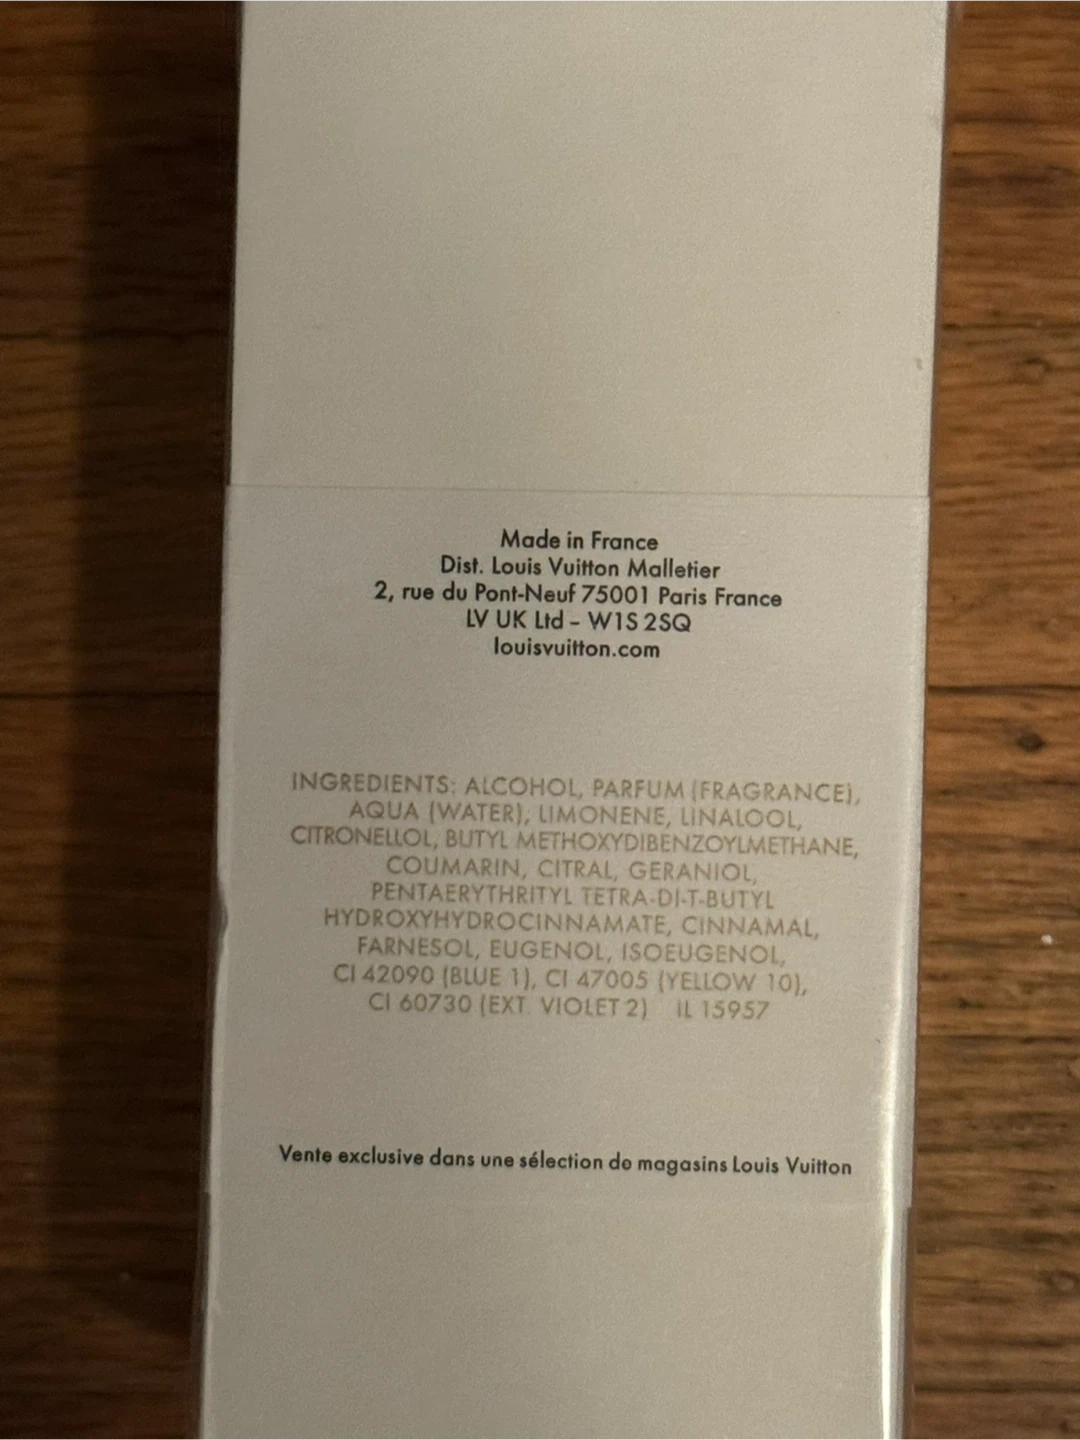 Made in France
Dist. Louis Vuitton Malletier
2, rue du Pont-Neuf 75001 Paris France
LV UK Ltd – W1S 2SQ
louisvuitton.com
INGREDIENTS: ALCOHOL, PARFUM (FRAGRANCE),
AQUA (WATER), LIMONENE, LINALOOL,
CITRONELLOL, BUTYL METHOXYDIBENZOYLMETHANE,
COUMARIN, CITRAL, GERANIOL,
PENTAERYTHRITYL TETRA-DI-T-BUTYL
HYDROXYHYDROCINNAMATE, CINNAMAL,
FARNESOL, EUGENOL, ISOEUGENOL,
CI 42090 (BLUE 1), CI 47005 (YELLOW 10),
CI 60730 (EXT. VIOLET 2) IL 15957
Vente exclusive dans une sélection de magasins Louis Vuitton